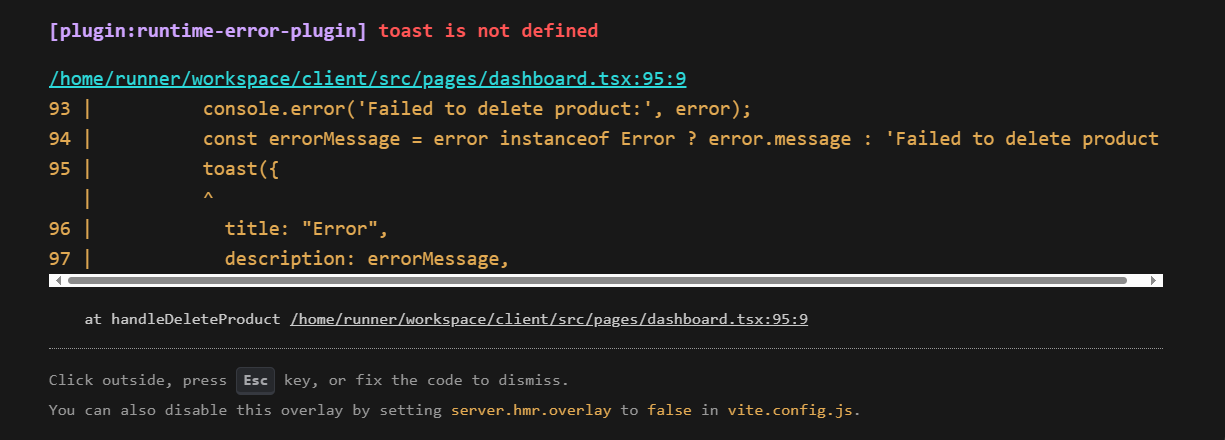 [plugin:runtime-error-plugin] toast is not defined
/home/runner/workspace/client/src/pages/dashboard.tsx:95:9
93 |          console.error('Failed to delete product:', error);
94 |          const errorMessage = error instanceof Error ? error.message : 'Failed to delete product
95 |          toast({
   |          ^
96 |            title: "Error",
97 |            description: errorMessage,
at handleDeleteProduct /home/runner/workspace/client/src/pages/dashboard.tsx:95:9
Click outside, press Esc key, or fix the code to dismiss.
You can also disable this overlay by setting server.hmr.overlay to false in vite.config.js.